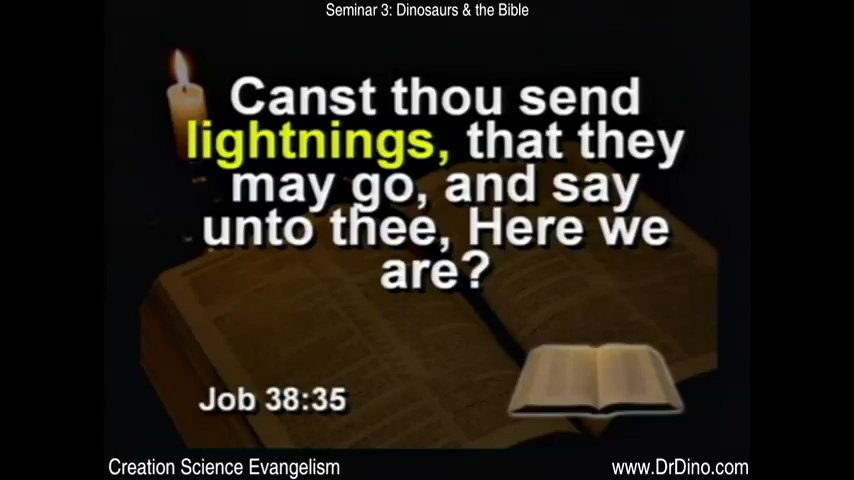 Seminar 3: Dinosaurs & the Bible
Canst thou send
lightnings, that they
may go, and say
unto thee, Here we
are?
Job 38:35
Creation Science Evangelism
www.DrDino.com